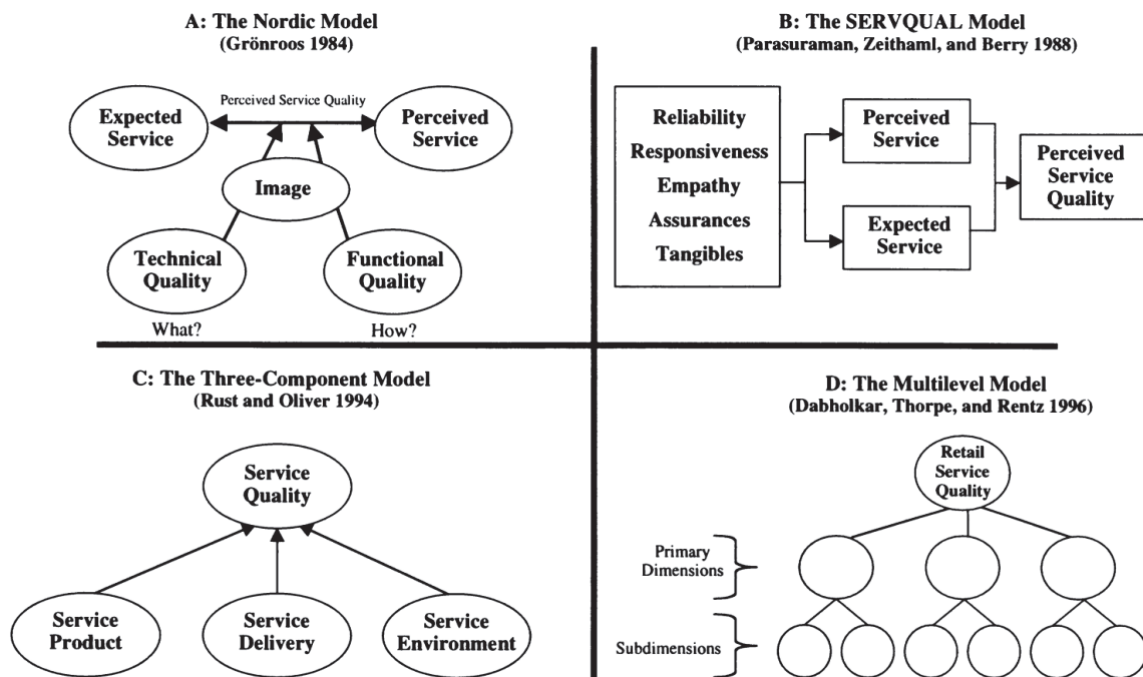 A: The Nordic Model
(Grönroos 1984)
Perceived Service Quality
Expected
Service
Perceived
Service
Image
Technical
Quality
Functional
Quality
What?
How?
B: The SERVQUAL Model
(Parasuraman, Zeithaml, and Berry 1988)
Reliability
Responsiveness
Empathy
Assurances
Tangibles
Perceived
Service
Expected
Service
Perceived
Service
Quality
C: The Three-Component Model
(Rust and Oliver 1994)
Service
Quality
Service
Product
Service
Delivery
Service
Environment
D: The Multilevel Model
(Dabholkar, Thorpe, and Rentz 1996)
Retail
Service
Quality
Primary
Dimensions
Subdimensions